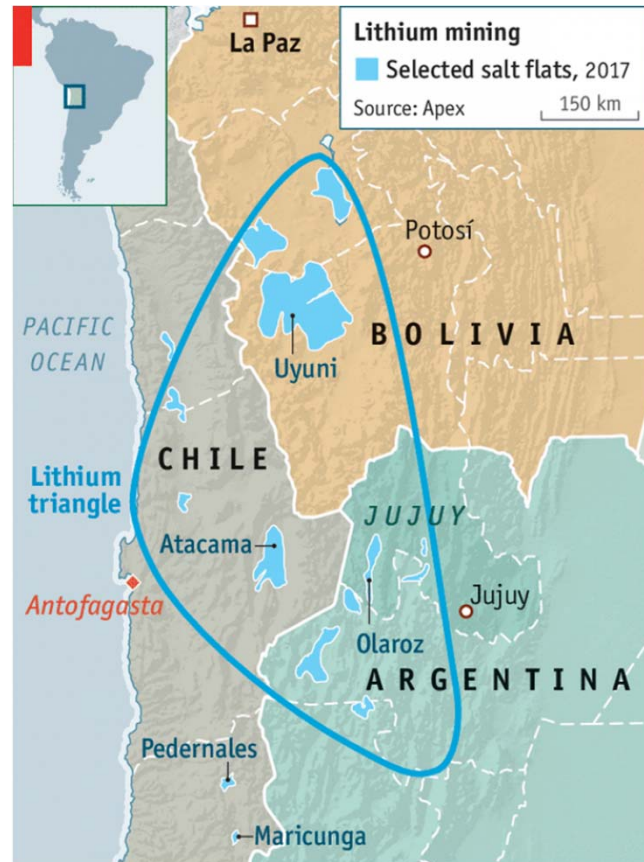 La Paz
Lithium mining
Selected salt flats, 2017
Source: Apex
150 km
Potosí
PACIFIC
OCEAN
BOLIVIA
Uyuni
CHILE
Lithium
triangle
JUJUY
Atacama
Antofagasta
Jujuy
Olaroz
ARGENTINA
Pedernales
Maricunga